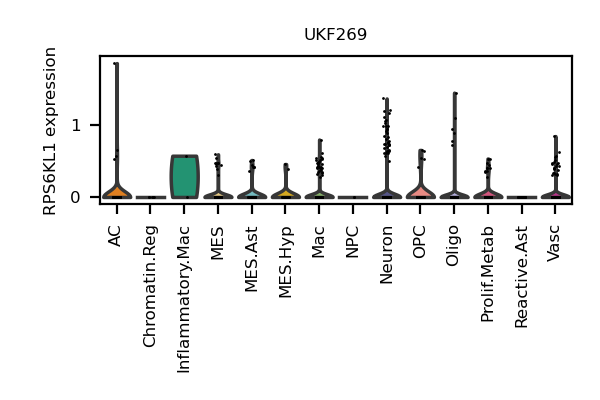 UKF269
RPS6KL1 expression
1
0
AC
Chromatin.Reg
Inflammatory.Mac
MES
MES.Ast
MES.Hyp
Mac
NPC
Neuron
OPC
Oligo
Prolif.Metab
Reactive.Ast
Vasc